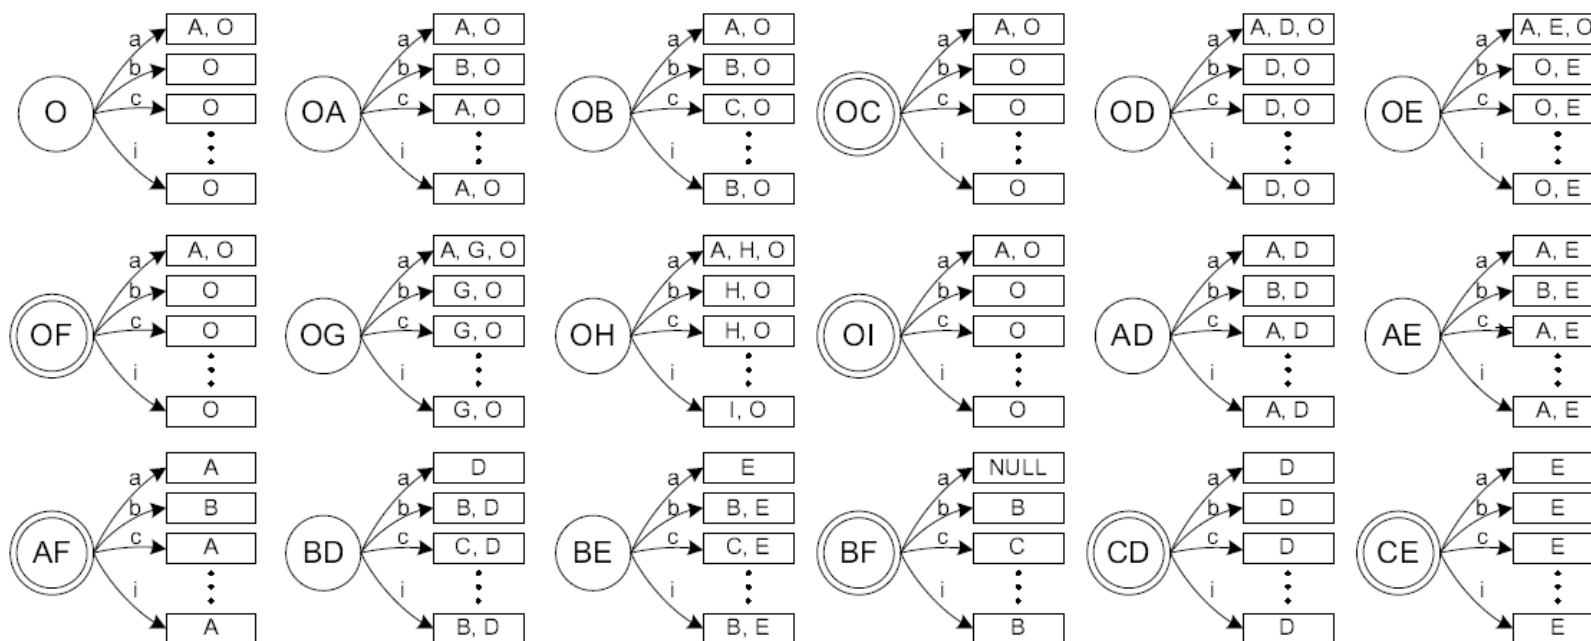 O a b c i A, O O O O
OA a b c i A, O B, O A, O A, O
OB a b c i A, O B, O C, O B, O
OC a b c i A, O O O O
OD a b c i A, D, O D, O D, O D, O
OE a b c i A, E, O O, E O, E O, E
OF a b c i A, O O O O
OG a b c i A, G, O G, O G, O G, O
OH a b c i A, H, O H, O H, O I, O
OI a b c i A, O O O O
AD a b c i A, D B, D A, D A, D
AE a b c i A, E B, E A, E A, E
AF a b c i A B A A
BD a b c i D B, D C, D B, D
BE a b c i E B, E C, E B, E
BF a b c i NULL B C B
CD a b c i D D D D
CE a b c i E E E E